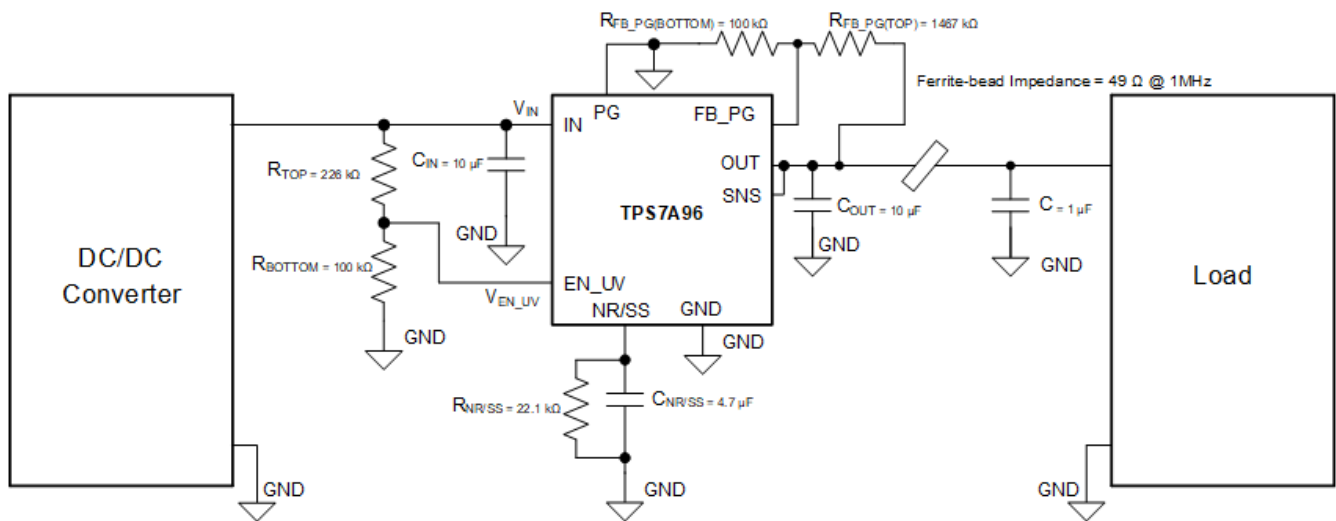 RFB_PG(BOTTOM) = 100 kΩ
RFB_PG(TOP) = 1467 kΩ
Ferrite-bead Impedance = 49 Ω @ 1MHz
GND
VIN
IN
PG
FB_PG
RTOP = 226 kΩ
CIN = 10 µF
OUT
SNS
TPS7A96
COUT = 10 µF
C = 1 µF
GND
GND
GND
DC/DC
Converter
RBOTTOM = 100 kΩ
VEN_UV
EN_UV
NR/SS
GND
Load
GND
GND
RNR/SS = 22.1 kΩ
CNR/SS = 4.7 µF
GND
GND
GND